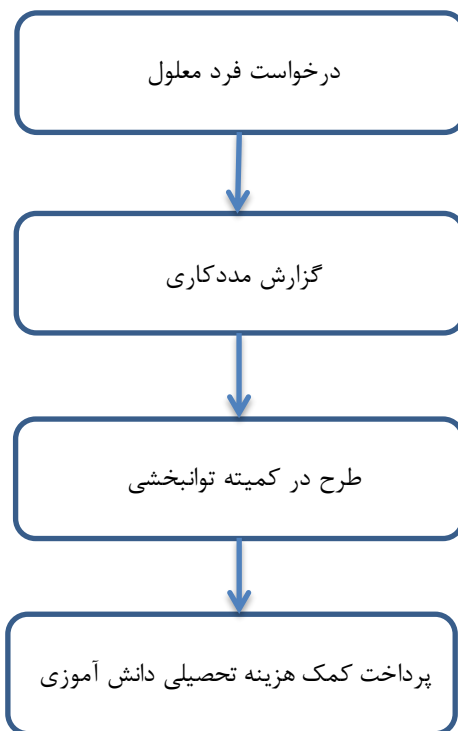 درخواست فرد معلول
گزارش مددکاری
طرح در کمیته توانبخشی
پرداخت کمک هزینه تحصیلی دانش آموزی